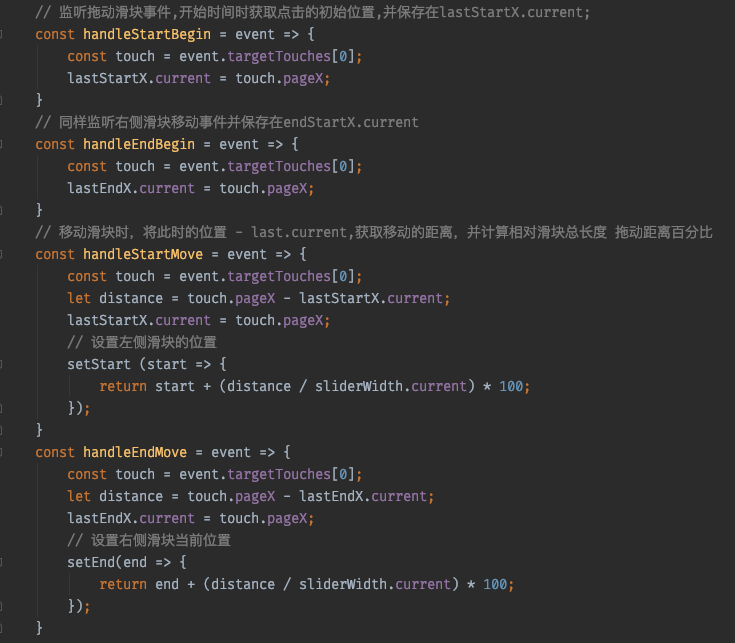 // 监听拖动滑块事件,开始时间时获取点击的初始位置,并保存在lastStartX.current;
const handleStartBegin = event => {
    const touch = event.targetTouches[0];
    lastStartX.current = touch.pageX;
}
// 同样监听右侧滑块移动事件并保存在endStartX.current
const handleEndBegin = event => {
    const touch = event.targetTouches[0];
    lastEndX.current = touch.pageX;
}
// 移动滑块时，将此时的位置 - last.current,获取移动的距离，并计算相对滑块总长度 拖动距离百分比
const handleStartMove = event => {
    const touch = event.targetTouches[0];
    let distance = touch.pageX - lastStartX.current;
    lastStartX.current = touch.pageX;
    // 设置左侧滑块的位置
    setStart (start => {
        return start + (distance / sliderWidth.current) * 100;
    });
}
const handleEndMove = event => {
    const touch = event.targetTouches[0];
    let distance = touch.pageX - lastEndX.current;
    lastEndX.current = touch.pageX;
    // 设置右侧滑块当前位置
    setEnd(end => {
        return end + (distance / sliderWidth.current) * 100;
    });
}